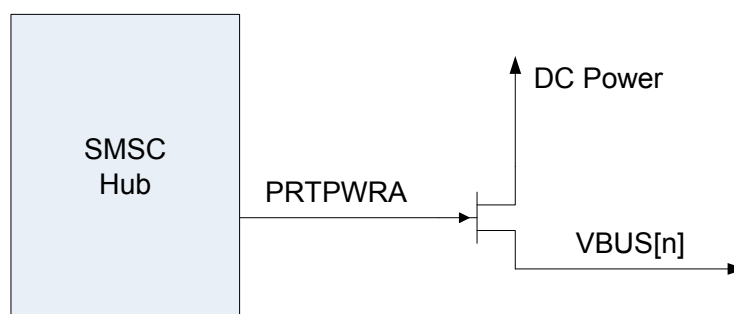 DC Power
SMSC
Hub
PRTPWRA
VBUS[n]